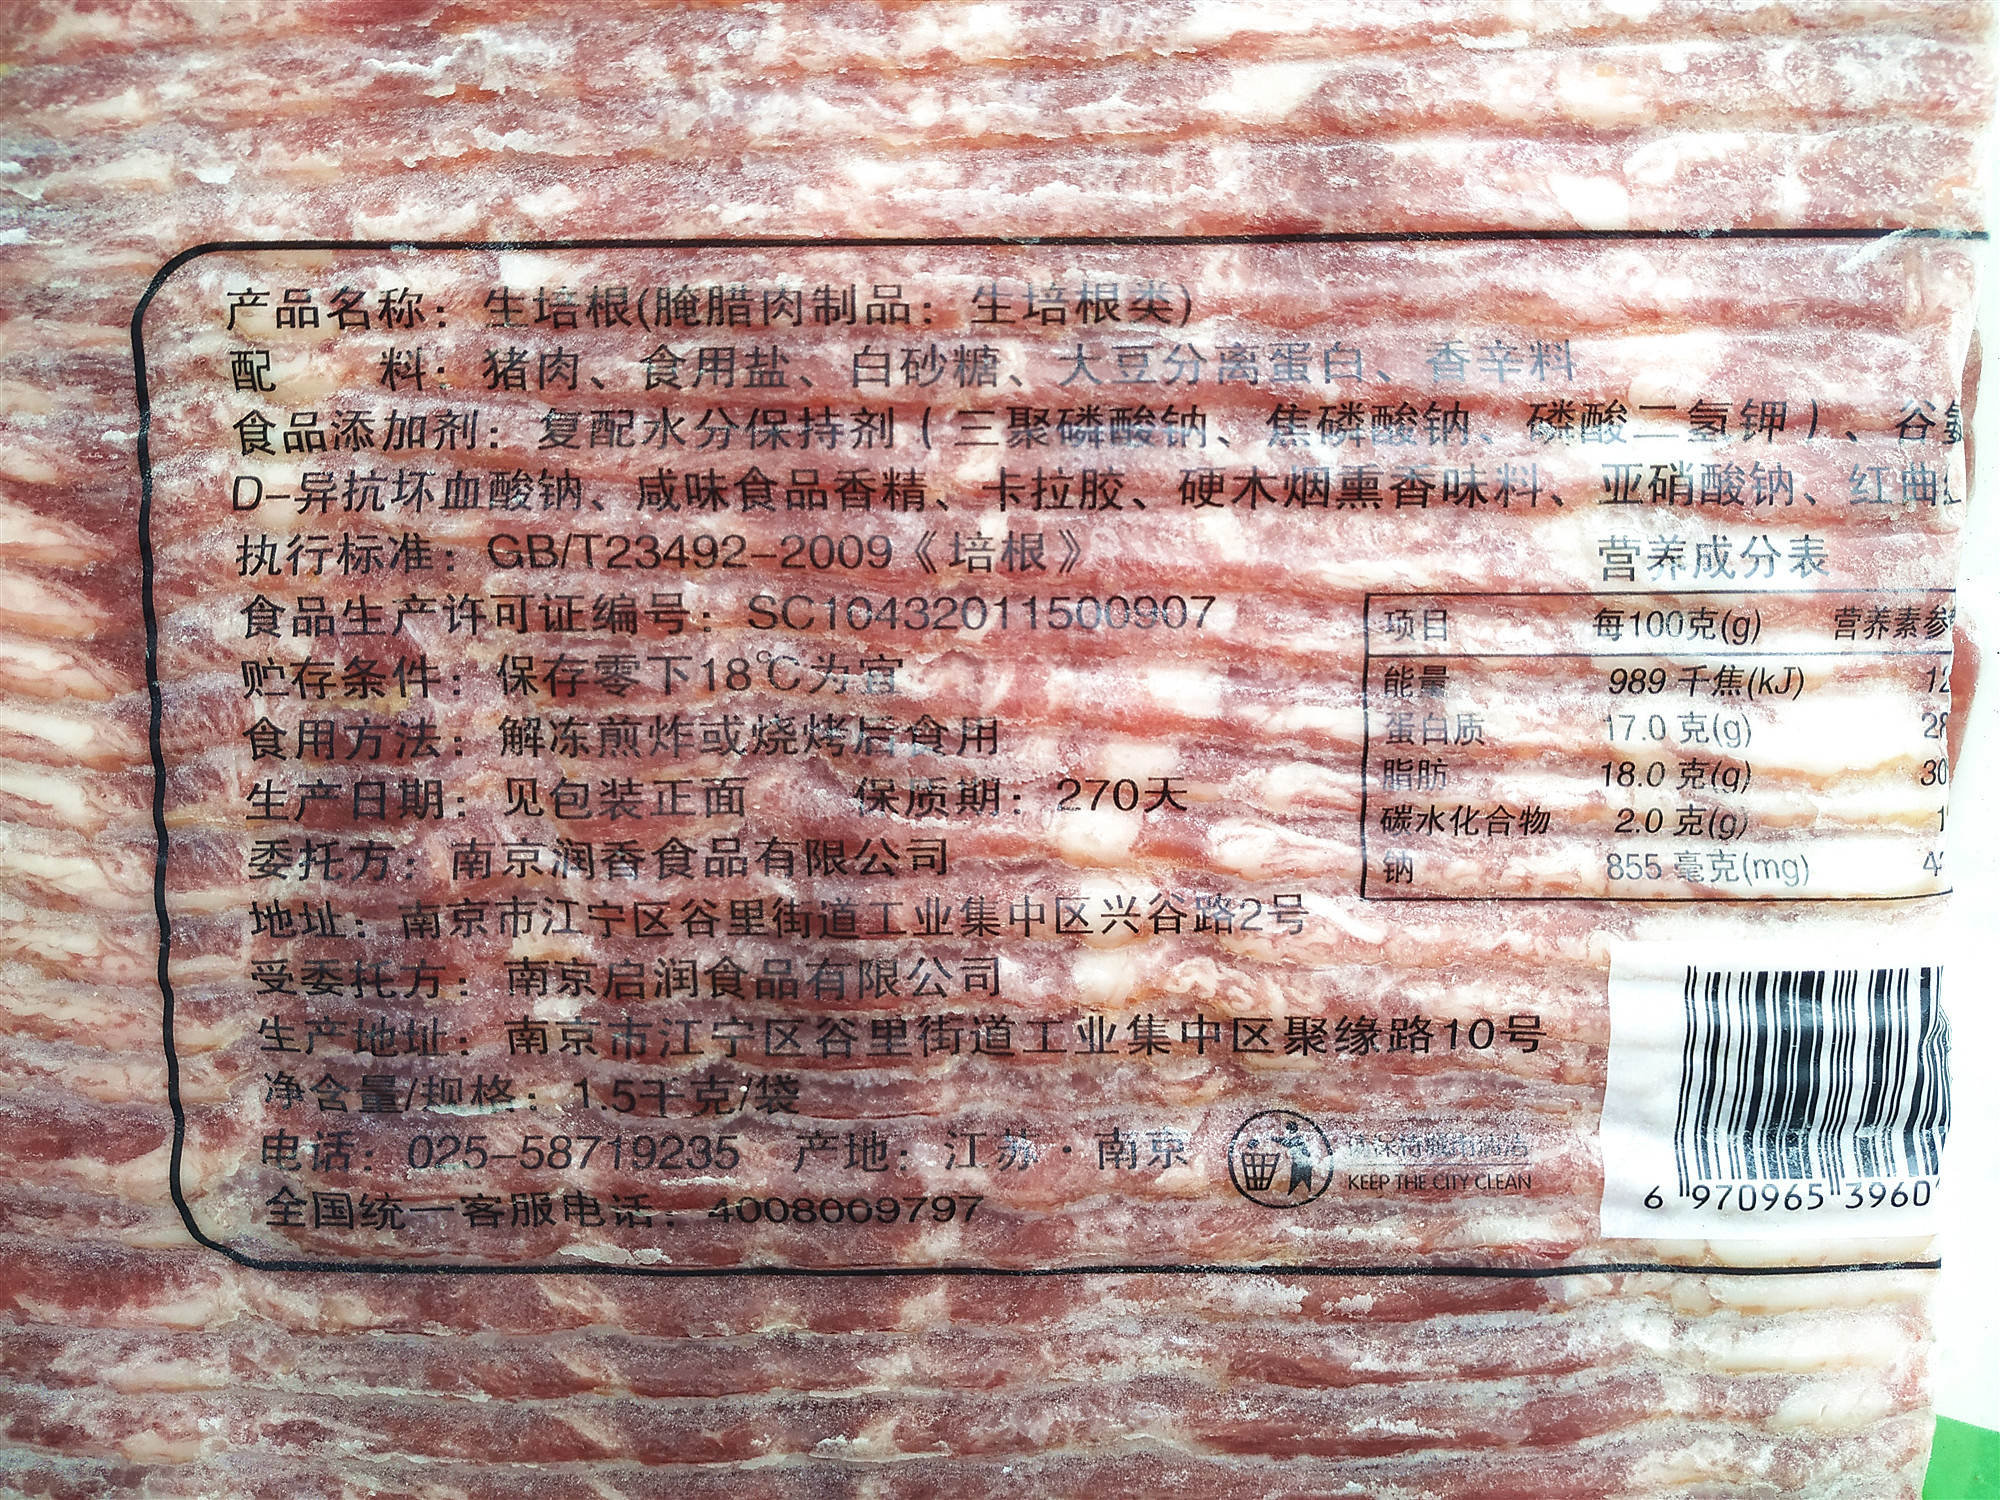 产品名称：生培根(腌腊肉制品：生培根类)
配 料：猪肉、食用盐、白砂糖、大豆分离蛋白、香辛料
食品添加剂：复配水分保持剂(三聚磷酸钠、焦磷酸钠、磷酸二氢钾)、谷氨
D-异抗坏血酸钠、咸味食品香精、卡拉胶、硬木烟熏香味料、亚硝酸钠、红曲
执行标准：GB/T23492-2009《培根》
食品生产许可证编号：SC10432011500907
贮存条件：保存零下18℃为宜
食用方法：解冻煎炸或烧烤后食用
生产日期：见包装正面 保质期：270天
委托方：南京润香食品有限公司
地址：南京市江宁区谷里街道工业集中区兴谷路2号
受委托方：南京启润食品有限公司
生产地址：南京市江宁区谷里街道工业集中区聚缘路10号
净含量/规格：1.5千克/袋
电话：025-58719235 产地：江苏·南京
全国统一客服电话：4008009797
营养成分表
项目 每100克(g) 营养素参
能量 989 千焦(kJ) 12
蛋白质 17.0 克(g) 28
脂肪 18.0 克(g) 30
碳水化合物 2.0 克(g) 1
钠 855 毫克(mg) 4
KEEP THE CITY CLEAN
6 970965 3960